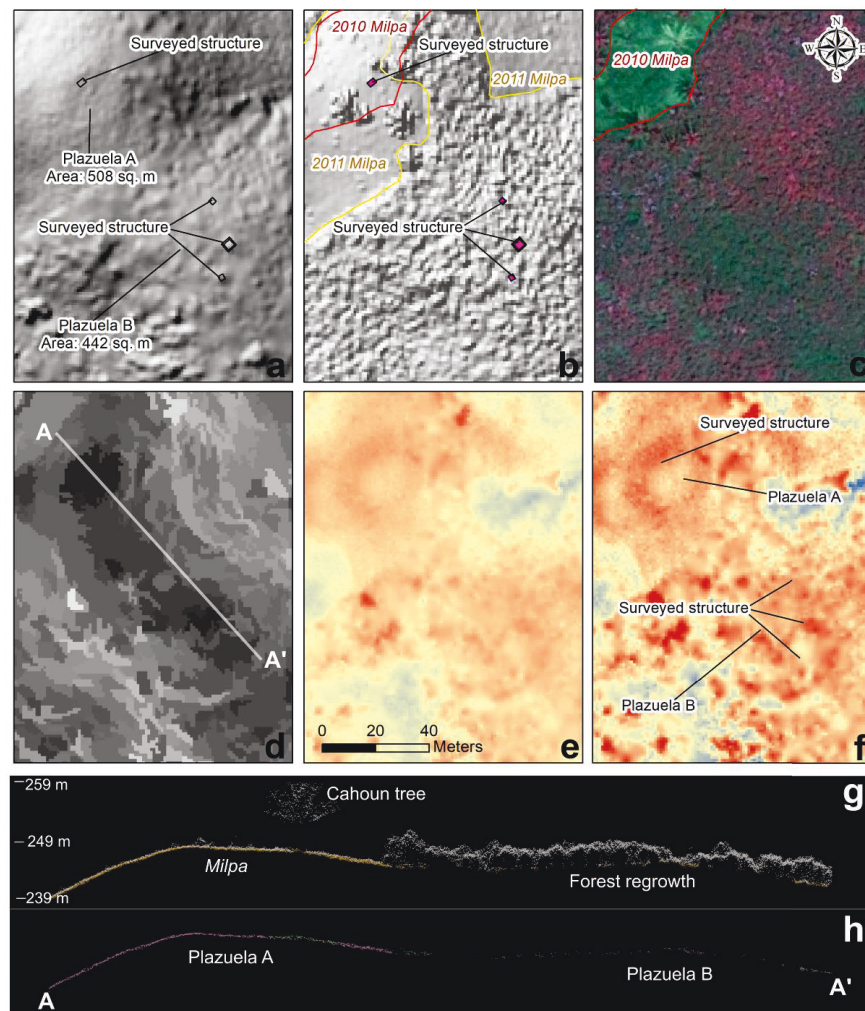 Surveyed structure
Plazuela A
Area: 508 sq. m
Surveyed structure
Plazuela B
Area: 442 sq. m
a
2010 Milpa
Surveyed structure
2011 Milpa
2011 Milpa
Surveyed structure
b
2010 Milpa
N
W E
S
c
A
A'
d
0 20 40
Meters
e
Surveyed structure
Plazuela A
Surveyed structure
Plazuela B
f
259 m
Cahoun tree
g
249 m
Milpa
Forest regrowth
239 m
h
Plazuela A
Plazuela B
A
A'